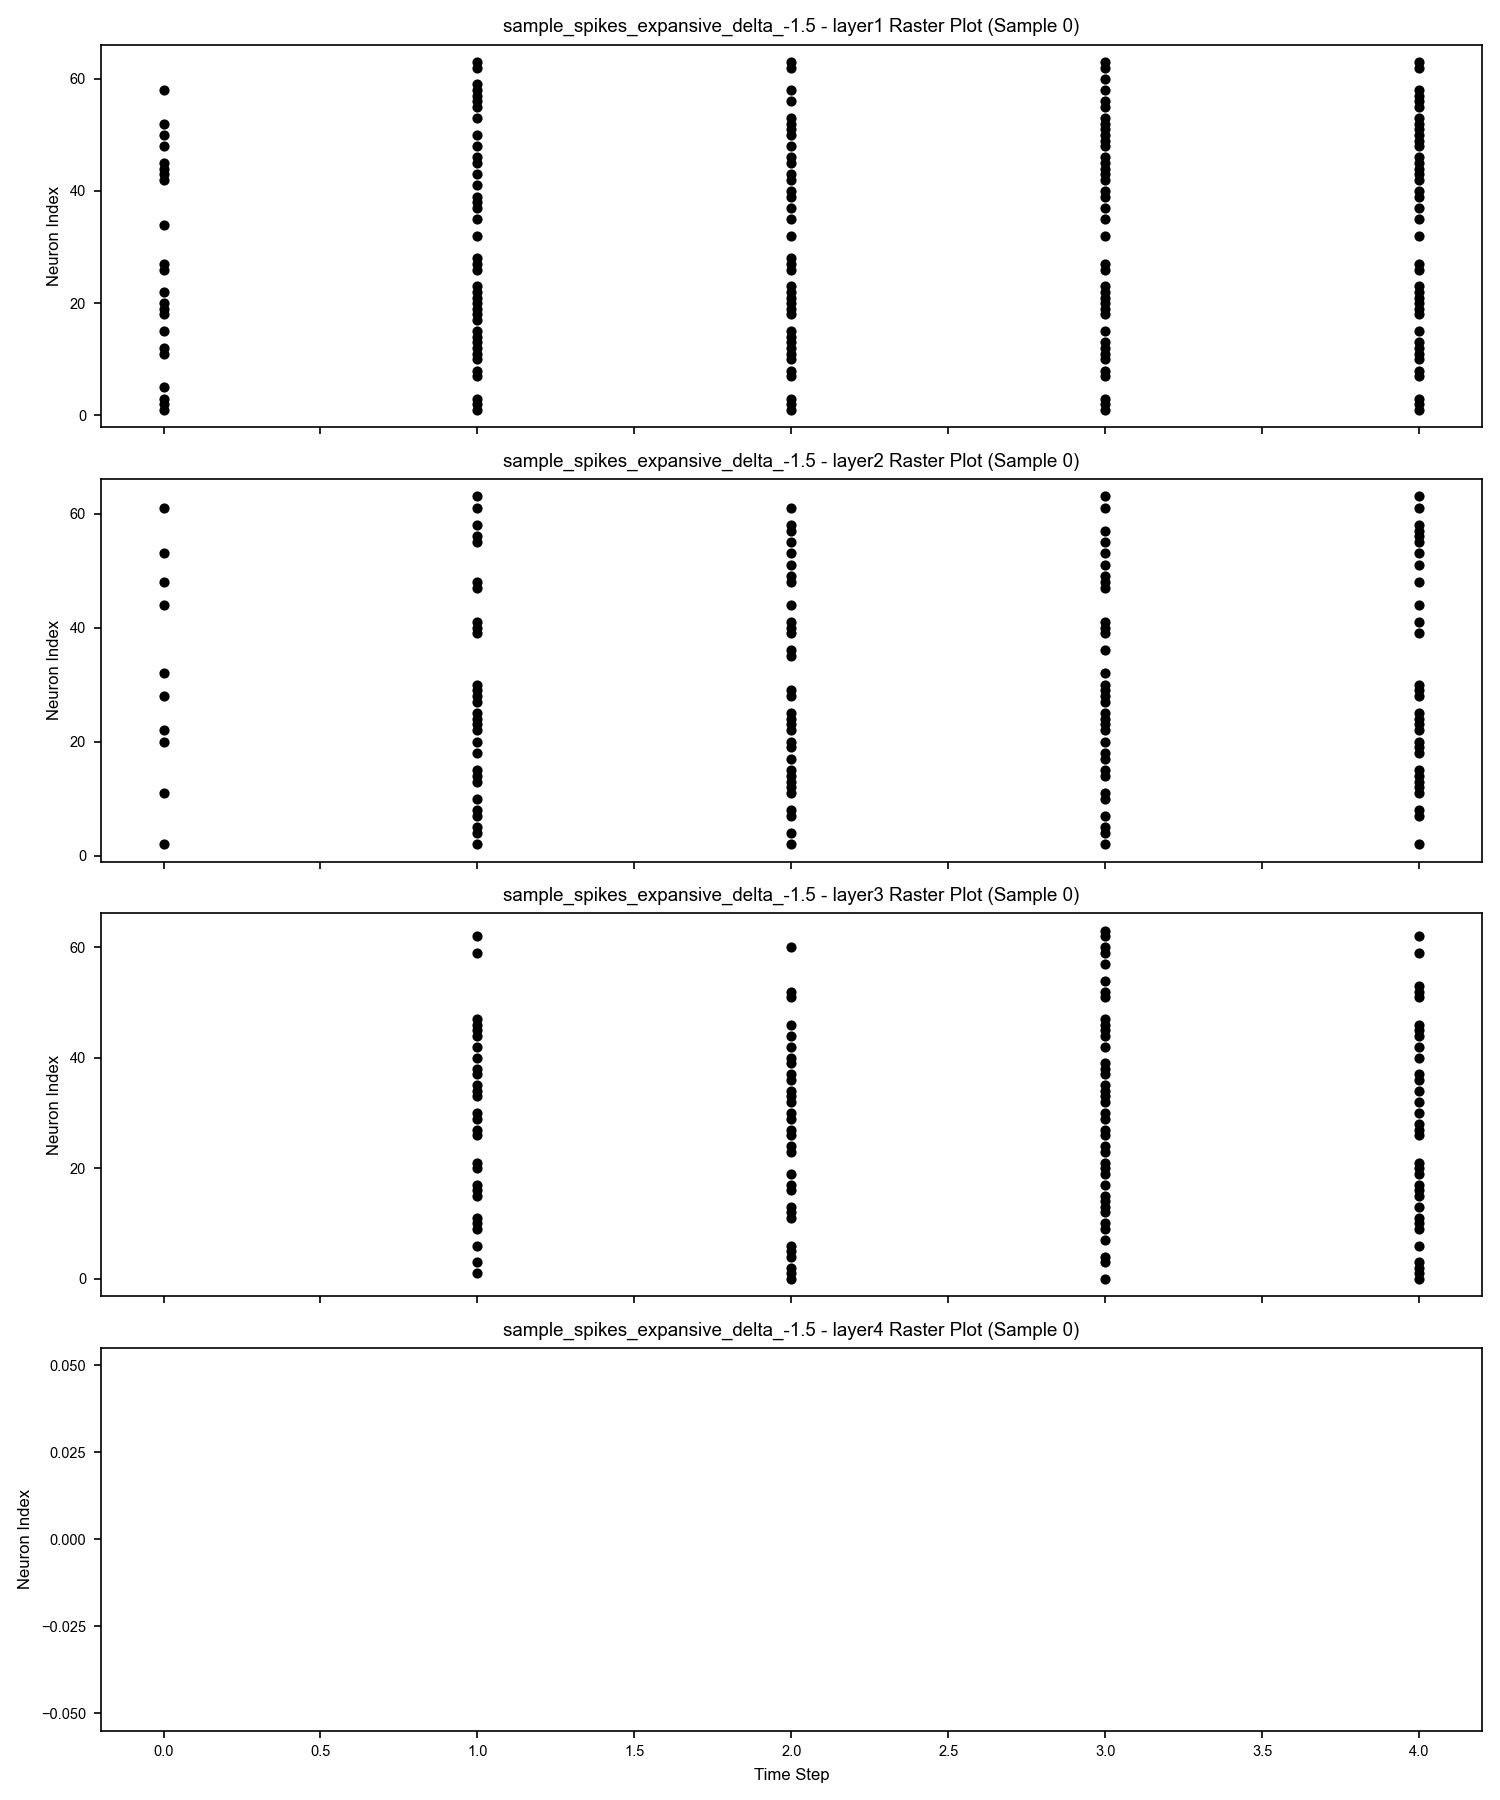 sample_spikes_expansive_delta_-1.5 - layer1 Raster Plot (Sample 0)
60
40
20
0
Neuron Index
sample_spikes_expansive_delta_-1.5 - layer2 Raster Plot (Sample 0)
60
40
20
0
Neuron Index
sample_spikes_expansive_delta_-1.5 - layer3 Raster Plot (Sample 0)
60
40
20
0
Neuron Index
sample_spikes_expansive_delta_-1.5 - layer4 Raster Plot (Sample 0)
0.050
0.025
0.000
−0.025
−0.050
Neuron Index
0.0 0.5 1.0 1.5 2.0 2.5 3.0 3.5 4.0
Time Step